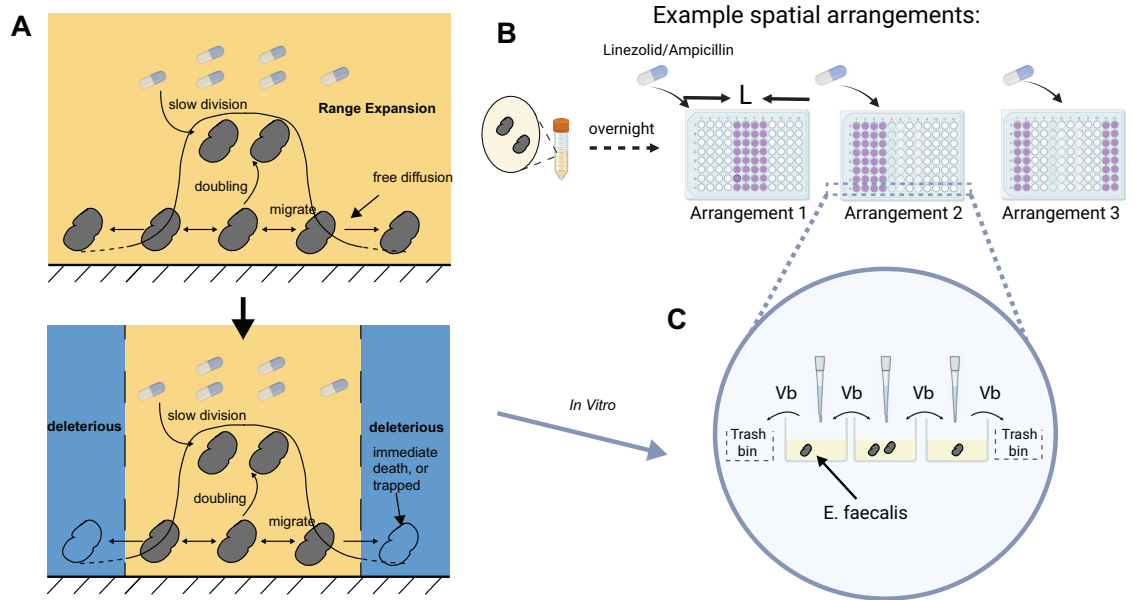 A
slow division
Range Expansion
doubling
free diffusion
migrate
deleterious
slow division
deleterious
immediate
death, or
trapped
doubling
migrate
B
Example spatial arrangements:
Linezolid/Ampicillin
L
overnight
Arrangement 1
Arrangement 2
Arrangement 3
In Vitro
C
Vb
Vb
Vb
Vb
Trash
bin
Trash
bin
E. faecalis